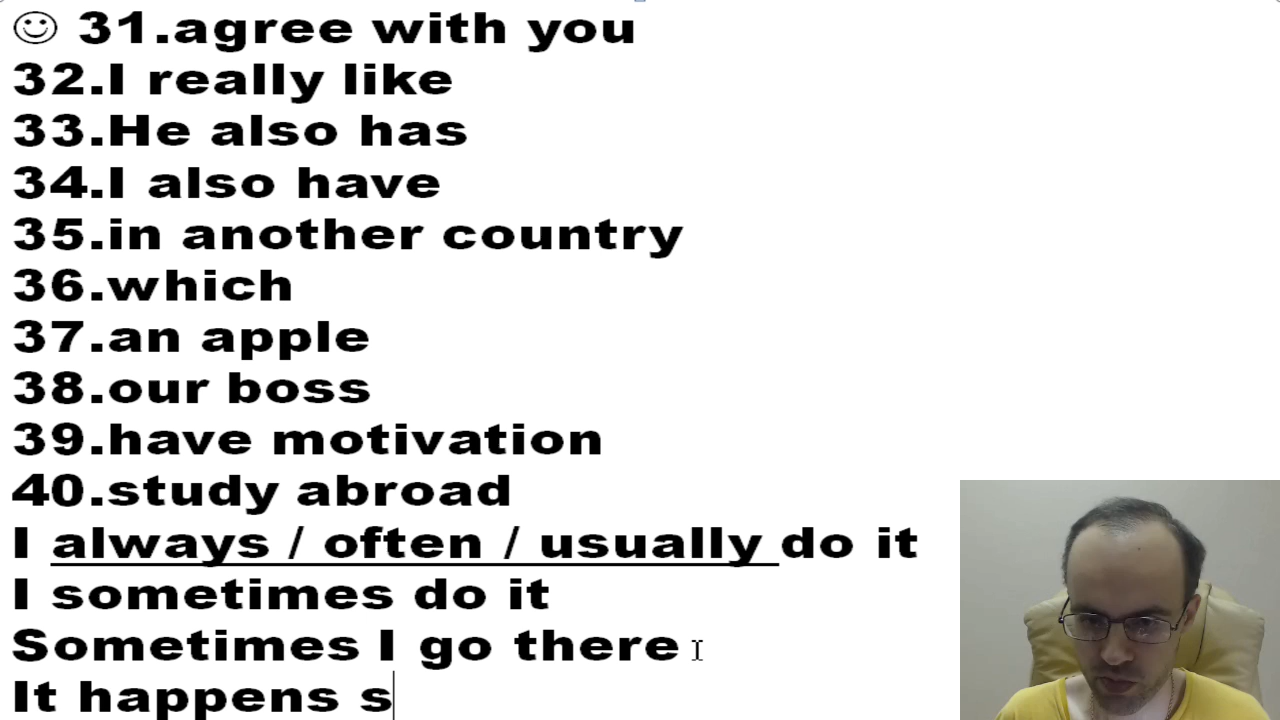 ☺ 31.agree with you
32.I really like
33.He also has
34.I also have
35.in another country
36.which
37.an apple
38.our boss
39.have motivation
40.study abroad
I always / often / usually do it
I sometimes do it
Sometimes I go there
It happens s